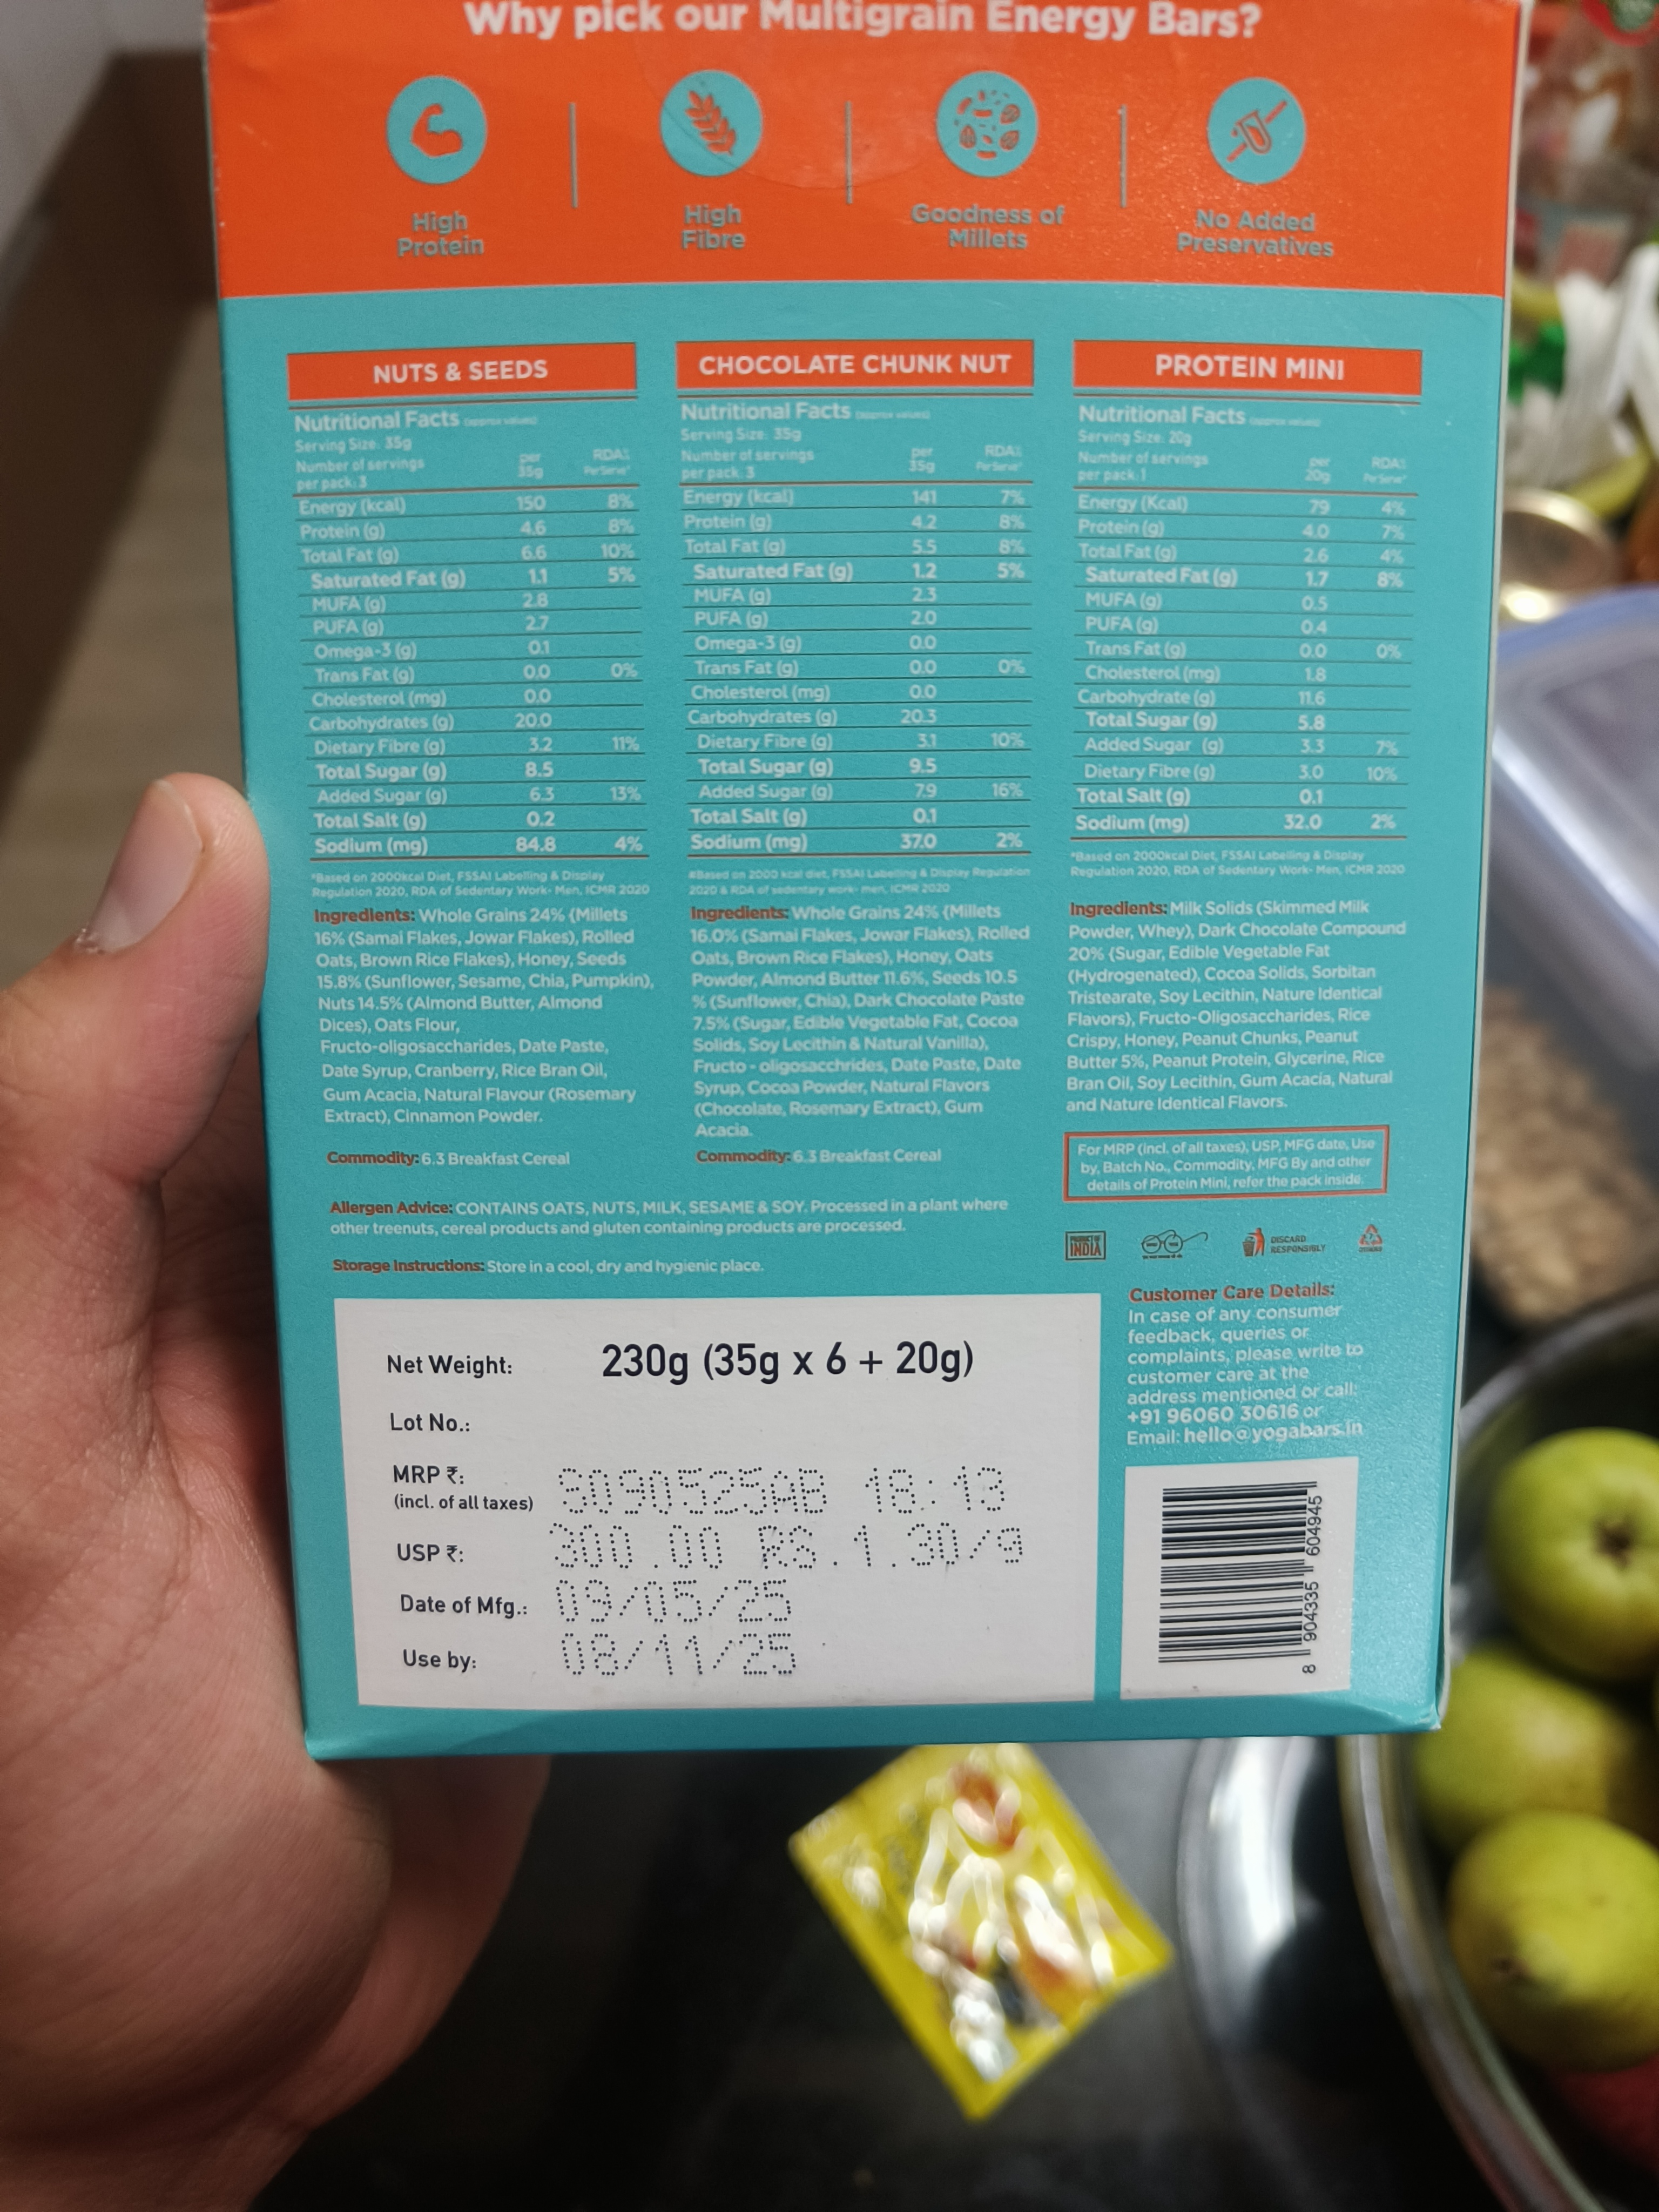 Why pick our Multigrain Energy Bars?
High
Protein
High
Fibre
Goodness of
Millets
No Added
Preservatives
NUTS & SEEDS
Nutritional Facts (approx values)
Serving Size: 35g
Number of servings
per pack: 3
per
35g
RDA%
Per Serve*
Energy (kcal) 150 8%
Protein (g) 4.6 8%
Total Fat (g) 6.6 10%
Saturated Fat (g) 1.1 5%
MUFA (g) 2.8
PUFA (g) 2.7
Omega-3 (g) 0.1
Trans Fat (g) 0.0 0%
Cholesterol (mg) 0.0
Carbohydrates (g) 20.0
Dietary Fibre (g) 3.2 11%
Total Sugar (g) 8.5
Added Sugar (g) 6.3 13%
Total Salt (g) 0.2
Sodium (mg) 84.8 4%
*Based on 2000kcal Diet, FSSAI Labelling & Display
Regulation 2020, RDA of Sedentary Work- Men, ICMR 2020
Ingredients: Whole Grains 24% {Millets
16% (Samai Flakes, Jowar Flakes), Rolled
Oats, Brown Rice Flakes}, Honey, Seeds
15.8% (Sunflower, Sesame, Chia, Pumpkin),
Nuts 14.5% (Almond Butter, Almond
Dices), Oats Flour,
Fructo-oligosaccharides, Date Paste,
Date Syrup, Cranberry, Rice Bran Oil,
Gum Acacia, Natural Flavour (Rosemary
Extract), Cinnamon Powder.
Commodity: 6.3 Breakfast Cereal
CHOCOLATE CHUNK NUT
Nutritional Facts (approx values)
Serving Size: 35g
Number of servings
per pack: 3
per
35g
RDA%
Per Serve*
Energy (kcal) 141 7%
Protein (g) 4.2 8%
Total Fat (g) 5.5 8%
Saturated Fat (g) 1.2 5%
MUFA (g) 2.3
PUFA (g) 2.0
Omega-3 (g) 0.0
Trans Fat (g) 0.0 0%
Cholesterol (mg) 0.0
Carbohydrates (g) 20.3
Dietary Fibre (g) 3.1 10%
Total Sugar (g) 9.5
Added Sugar (g) 7.9 16%
Total Salt (g) 0.1
Sodium (mg) 37.0 2%
#Based on 2000 kcal diet, FSSAI Labelling & Display Regulation
2020 & RDA of sedentary work- men, ICMR 2020
Ingredients: Whole Grains 24% {Millets
16.0% (Samai Flakes, Jowar Flakes), Rolled
Oats, Brown Rice Flakes}, Honey, Oats
Powder, Almond Butter 11.6%, Seeds 10.5
% (Sunflower, Chia), Dark Chocolate Paste
7.5% (Sugar, Edible Vegetable Fat, Cocoa
Solids, Soy Lecithin & Natural Vanilla),
Fructo - oligosacchrides, Date Paste, Date
Syrup, Cocoa Powder, Natural Flavors
(Chocolate, Rosemary Extract), Gum
Acacia.
Commodity: 6.3 Breakfast Cereal
PROTEIN MINI
Nutritional Facts (approx values)
Serving Size: 20g
Number of servings
per pack: 1
per
20g
RDA%
Per Serve*
Energy (Kcal) 79 4%
Protein (g) 4.0 7%
Total Fat (g) 2.6 4%
Saturated Fat (g) 1.7 8%
MUFA (g) 0.5
PUFA (g) 0.4
Trans Fat (g) 0.0 0%
Cholesterol (mg) 1.8
Carbohydrate (g) 11.6
Total Sugar (g) 5.8
Added Sugar (g) 3.3 7%
Dietary Fibre (g) 3.0 10%
Total Salt (g) 0.1
Sodium (mg) 32.0 2%
*Based on 2000kcal Diet, FSSAI Labelling & Display
Regulation 2020, RDA of Sedentary Work- Men, ICMR 2020
Ingredients: Milk Solids (Skimmed Milk
Powder, Whey), Dark Chocolate Compound
20% {Sugar, Edible Vegetable Fat
(Hydrogenated), Cocoa Solids, Sorbitan
Tristearate, Soy Lecithin, Nature Identical
Flavors}, Fructo-Oligosaccharides, Rice
Crispy, Honey, Peanut Chunks, Peanut
Butter 5%, Peanut Protein, Glycerine, Rice
Bran Oil, Soy Lecithin, Gum Acacia, Natural
and Nature Identical Flavors.
For MRP (incl. of all taxes), USP, MFG date, Use
by, Batch No., Commodity, MFG By and other
details of Protein Mini, refer the pack inside.
Allergen Advice: CONTAINS OATS, NUTS, MILK, SESAME & SOY. Processed in a plant where
other treenuts, cereal products and gluten containing products are processed.
Storage Instructions: Store in a cool, dry and hygienic place.
PRODUCT OF
INDIA
DISCARD
RESPONSIBLY
Customer Care Details:
In case of any consumer
feedback, queries or
complaints, please write to
customer care at the
address mentioned or call:
+91 96060 30616 or
Email: hello@yogabars.in
Net Weight: 230g (35g x 6 + 20g)
Lot No.:
MRP ₹: S090525AB 18:13
(incl. of all taxes)
USP ₹: 300.00 RS.1.30/g
Date of Mfg.: 09/05/25
Use by: 08/11/25
8 904335 604945